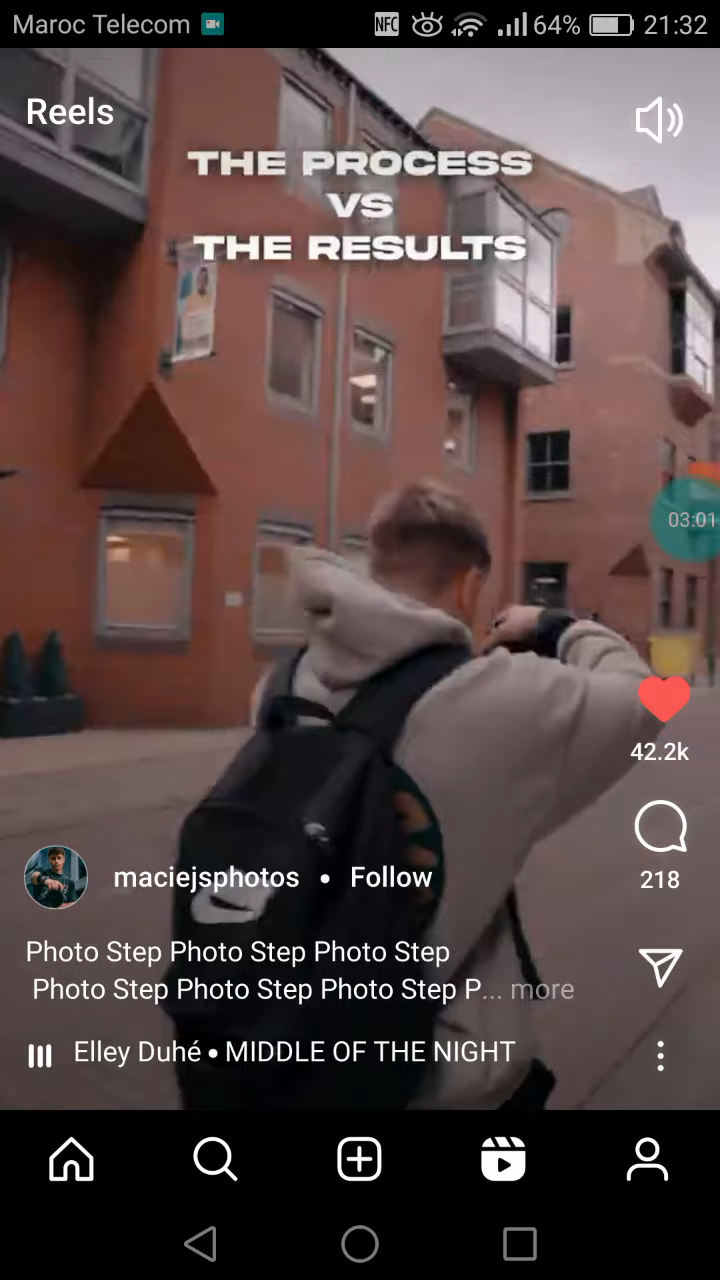 Maroc Telecom NFC 64% 21:32
Reels
THE PROCESS
VS
THE RESULTS
03:01
42.2k
218
maciejsphotos • Follow
Photo Step Photo Step Photo Step
Photo Step Photo Step Photo Step P... more
Elley Duhé • MIDDLE OF THE NIGHT